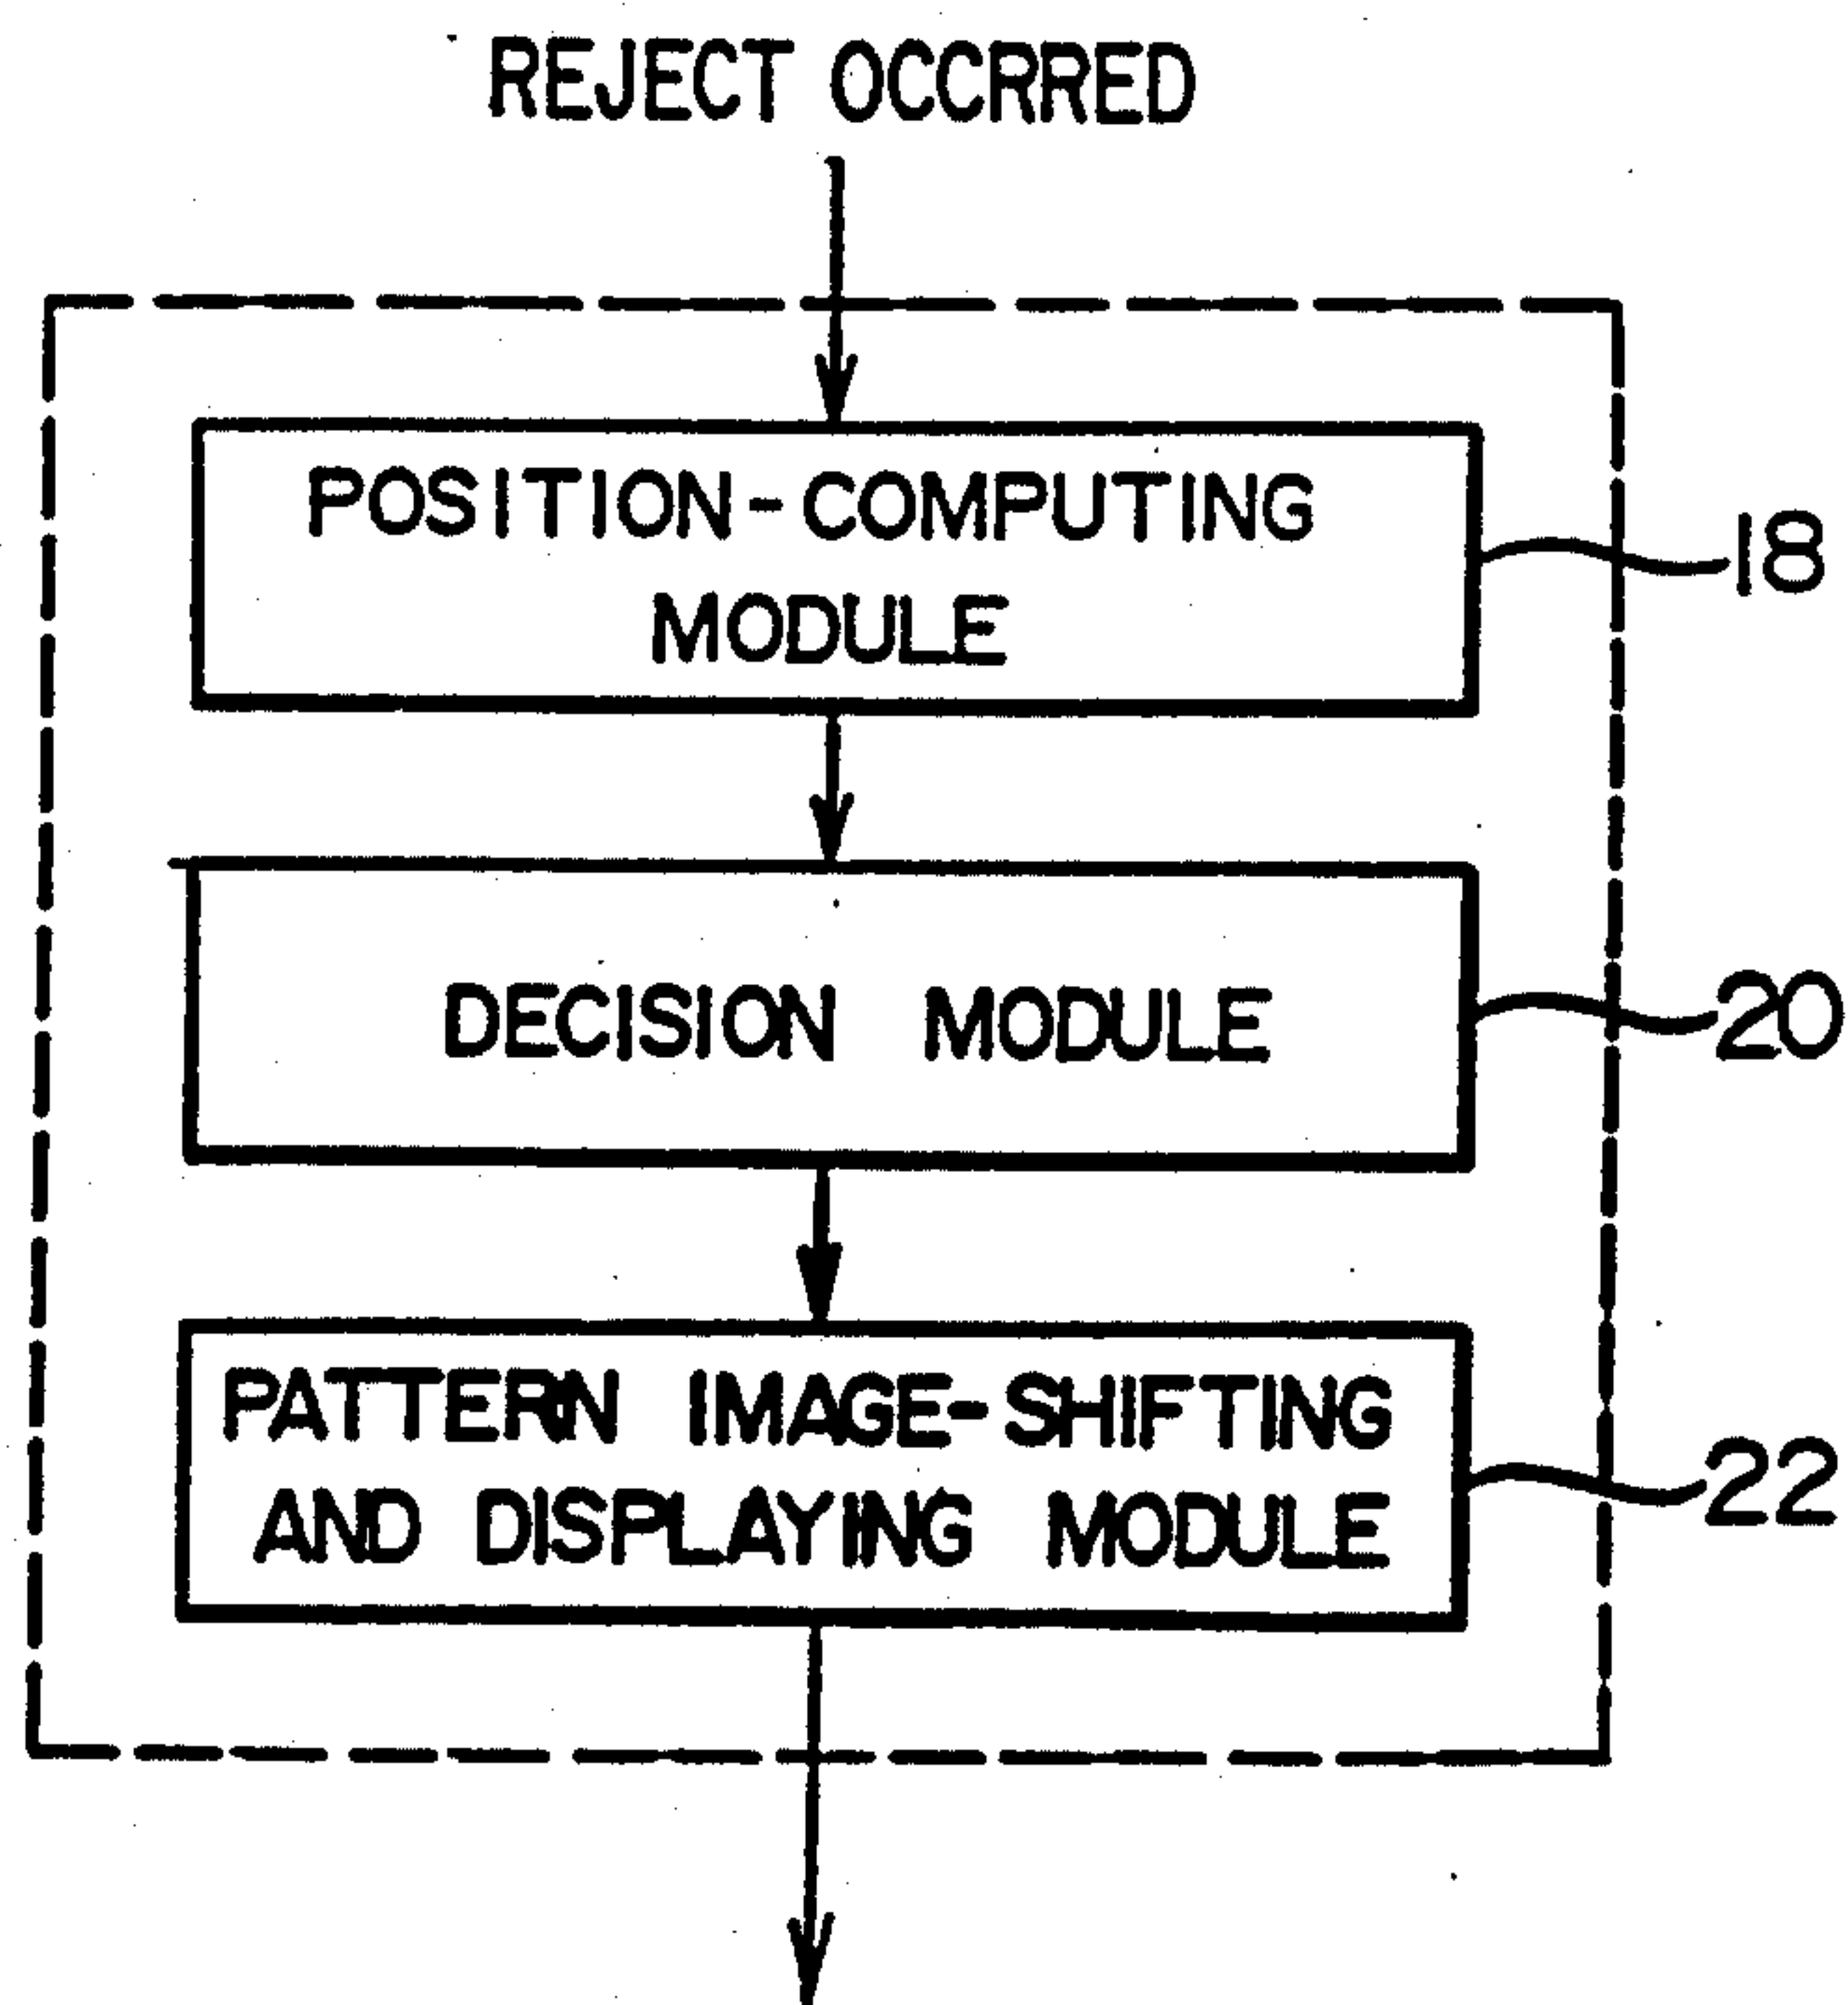 REJECT OCCRRED
POSITION-COMPUTING
MODULE
18
DECISION MODULE
20
PATTERN IMAGE-SHIFTING
AND DISPLAYING MODULE
22